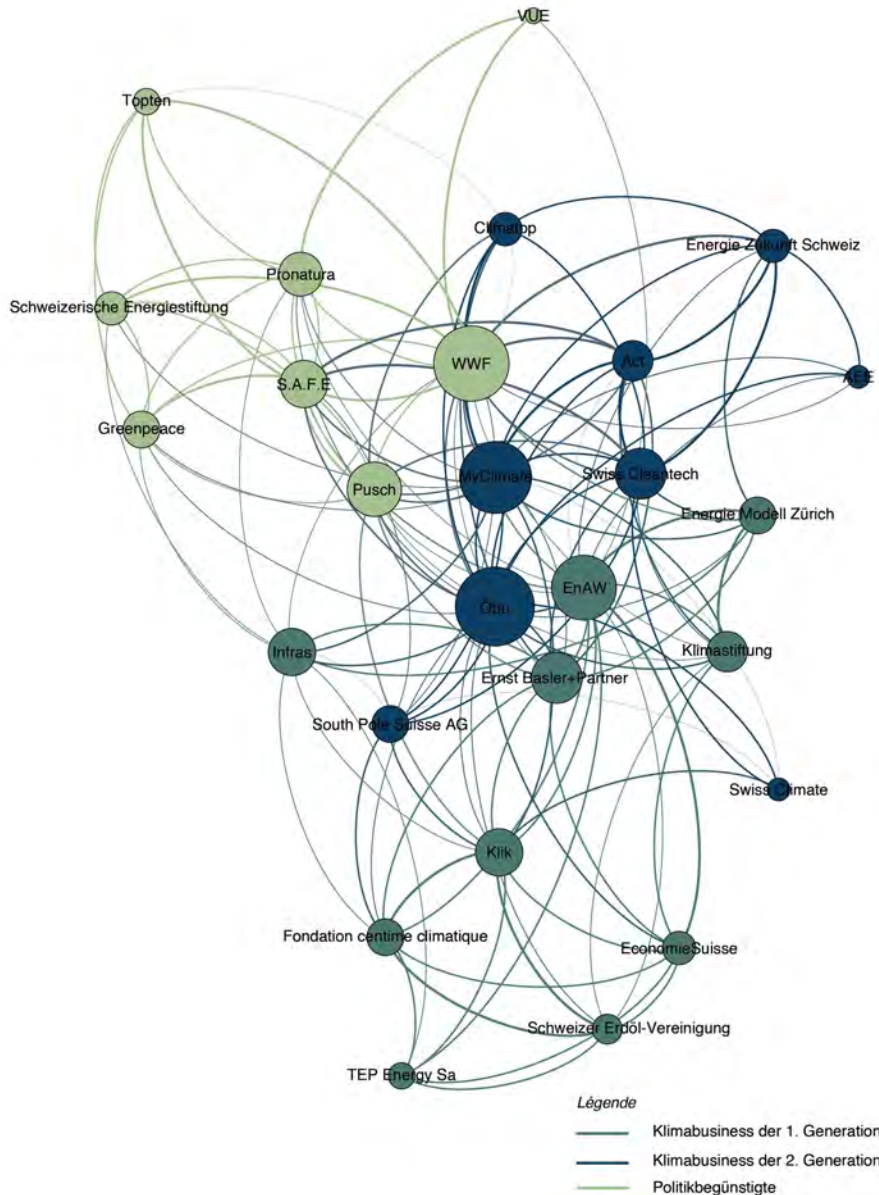 VUE
Topten
Climatop
Energie Zukunft Schweiz
Pronatura
Schweizerische Energiestiftung
WWF
Act
AEE
S.A.F.E
Greenpeace
MyClimate
Swiss Cleantech
Pusch
Energie Modell Zürich
EnAW
Öbu
Infras
Klimastiftung
Ernst Basler+Partner
South Pole Suisse AG
Swiss Climate
Klik
Fondation centime climatique
EconomieSuisse
Schweizer Erdöl-Vereinigung
TEP Energy Sa
Légende
Klimabusiness der 1. Generation
Klimabusiness der 2. Generation
Politikbegünstigte